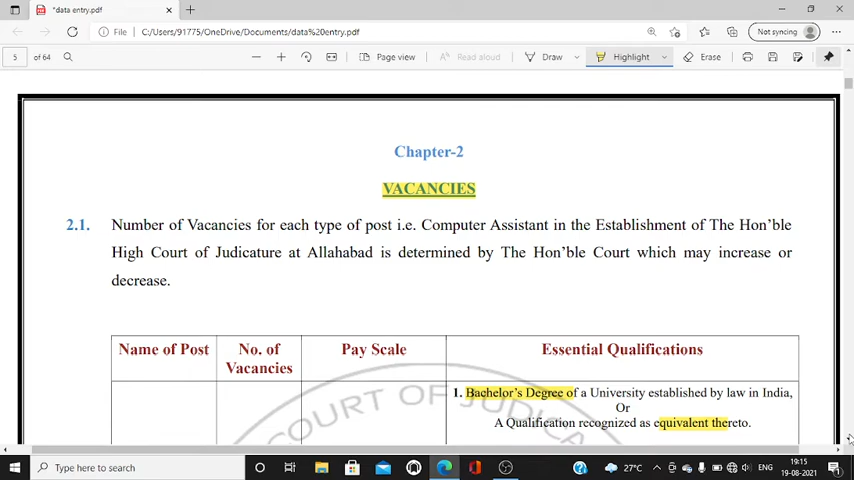 *data entry.pdf
File
C:/Users/91775/OneDrive/Documents/data%20entry.pdf
Not syncing
5 of 64
Page view
Read aloud
Draw
Highlight
Erase
Chapter-2
VACANCIES
2.1. Number of Vacancies for each type of post i.e. Computer Assistant in the Establishment of The Hon’ble
High Court of Judicature at Allahabad is determined by The Hon’ble Court which may increase or
decrease.
Name of Post
No. of
Vacancies
Pay Scale
Essential Qualifications
1. Bachelor’s Degree of a University established by law in India,
Or
A Qualification recognized as equivalent thereto.
COURT OF JUDICA
Type here to search
27°C
ENG
19:15
19-08-2021